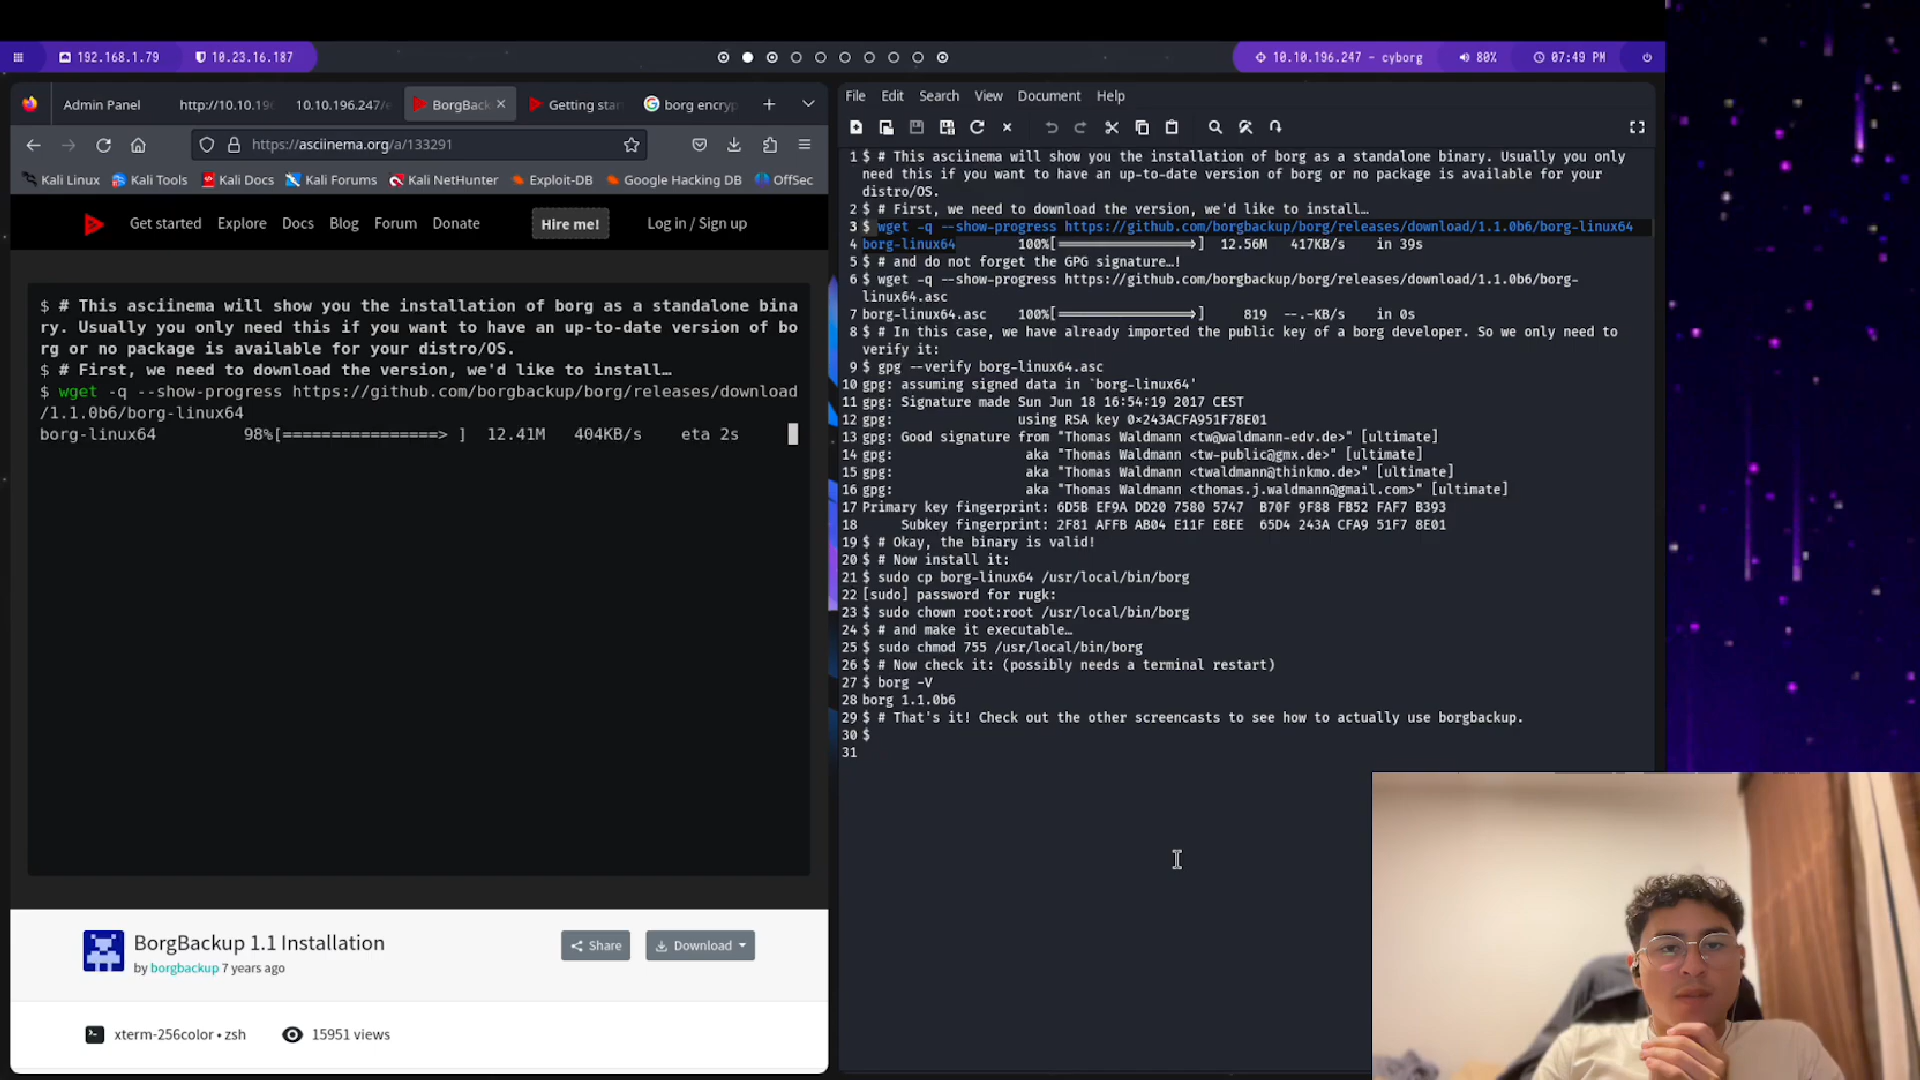 192.168.1.79
10.23.16.187
10.10.196.247 - cyborg
80%
07:49 PM
Admin Panel
http://10.10.19
10.10.196.247/e
BorgBack
Getting star
borg encryp
https://asciinema.org/a/133291
Kali Linux
Kali Tools
Kali Docs
Kali Forums
Kali NetHunter
Exploit-DB
Google Hacking DB
OffSec
Get started
Explore
Docs
Blog
Forum
Donate
Hire me!
Log in / Sign up
$ # This asciinema will show you the installation of borg as a standalone bina
ry. Usually you only need this if you want to have an up-to-date version of bo
rg or no package is available for your distro/OS.
$ # First, we need to download the version, we'd like to install…
$ wget -q --show-progress https://github.com/borgbackup/borg/releases/download
/1.1.0b6/borg-linux64
borg-linux64 98%[================> ] 12.41M 404KB/s eta 2s
BorgBackup 1.1 Installation
by borgbackup 7 years ago
Share
Download
xterm-256color • zsh
15951 views
File Edit Search View Document Help
1 $ # This asciinema will show you the installation of borg as a standalone binary. Usually you only
need this if you want to have an up-to-date version of borg or no package is available for your
distro/OS.
2 $ # First, we need to download the version, we'd like to install…
3 $ wget -q --show-progress https://github.com/borgbackup/borg/releases/download/1.1.0b6/borg-linux64
4 borg-linux64 100%[=================>] 12.56M 417KB/s in 39s
5 $ # and do not forget the GPG signature…!
6 $ wget -q --show-progress https://github.com/borgbackup/borg/releases/download/1.1.0b6/borg-
linux64.asc
7 borg-linux64.asc 100%[=================>] 819 --.-KB/s in 0s
8 $ # In this case, we have already imported the public key of a borg developer. So we only need to
verify it:
9 $ gpg --verify borg-linux64.asc
10 gpg: assuming signed data in `borg-linux64'
11 gpg: Signature made Sun Jun 18 16:54:19 2017 CEST
12 gpg: using RSA key 0×243ACFA951F78E01
13 gpg: Good signature from "Thomas Waldmann <tw@waldmann-edv.de>" [ultimate]
14 gpg: aka "Thomas Waldmann <tw-public@gmx.de>" [ultimate]
15 gpg: aka "Thomas Waldmann <twaldmann@thinkmo.de>" [ultimate]
16 gpg: aka "Thomas Waldmann <thomas.j.waldmann@gmail.com>" [ultimate]
17 Primary key fingerprint: 6D5B EF9A DD20 7580 5747 B70F 9F88 FB52 FAF7 B393
18 Subkey fingerprint: 2F81 AFFB AB04 E11F E8EE 65D4 243A CFA9 51F7 8E01
19 $ # Okay, the binary is valid!
20 $ # Now install it:
21 $ sudo cp borg-linux64 /usr/local/bin/borg
22 [sudo] password for rugk:
23 $ sudo chown root:root /usr/local/bin/borg
24 $ # and make it executable…
25 $ sudo chmod 755 /usr/local/bin/borg
26 $ # Now check it: (possibly needs a terminal restart)
27 $ borg -V
28 borg 1.1.0b6
29 $ # That's it! Check out the other screencasts to see how to actually use borgbackup.
30 $
31